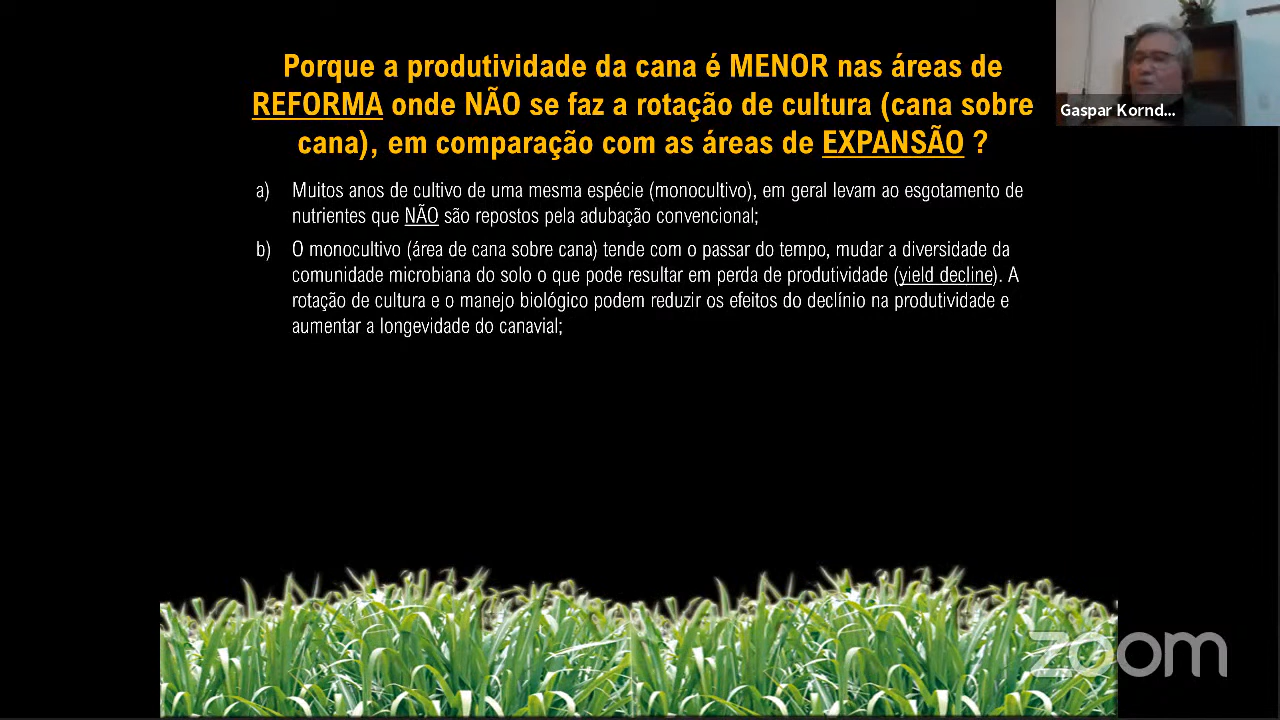 Porque a produtividade da cana é MENOR nas áreas de
REFORMA onde NÃO se faz a rotação de cultura (cana sobre
cana), em comparação com as áreas de EXPANSÃO ?
Gaspar Kornd...
a) Muitos anos de cultivo de uma mesma espécie (monocultivo), em geral levam ao esgotamento de
nutrientes que NÃO são repostos pela adubação convencional;
b) O monocultivo (área de cana sobre cana) tende com o passar do tempo, mudar a diversidade da
comunidade microbiana do solo o que pode resultar em perda de produtividade (yield decline). A
rotação de cultura e o manejo biológico podem reduzir os efeitos do declínio na produtividade e
aumentar a longevidade do canavial;
zoom